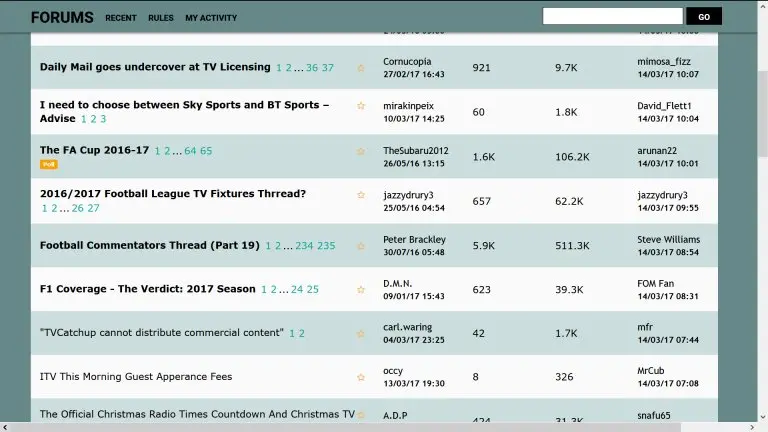 FORUMS RECENT RULES MY ACTIVITY GO
Daily Mail goes undercover at TV Licensing 1 2 ... 36 37 Cornucopia 921 9.7K mimosa_fizz
27/02/17 16:43 14/03/17 10:07
I need to choose between Sky Sports and BT Sports – mirakinpeix 60 1.8K David_Flett1
Advise 1 2 3 10/03/17 14:25 14/03/17 10:04
The FA Cup 2016-17 1 2 ... 64 65 TheSubaru2012 1.6K 106.2K arunan22
Poll 26/05/16 13:15 14/03/17 10:01
2016/2017 Football League TV Fixtures Thrread? jazzydrury3 657 62.2K jazzydrury3
1 2 ... 26 27 25/05/16 04:54 14/03/17 09:55
Football Commentators Thread (Part 19) 1 2 ... 234 235 Peter Brackley 5.9K 511.3K Steve Williams
30/07/16 05:48 14/03/17 08:54
F1 Coverage - The Verdict: 2017 Season 1 2 ... 24 25 D.M.N. 623 39.3K FOM Fan
09/01/17 15:43 14/03/17 08:31
"TVCatchup cannot distribute commercial content" 1 2 carl.waring 42 1.7K mfr
04/03/17 23:25 14/03/17 07:44
ITV This Morning Guest Apperance Fees occy 8 326 MrCub
13/03/17 19:30 14/03/17 07:08
The Official Christmas Radio Times Countdown And Christmas TV A.D.P 424 31.3K snafu65